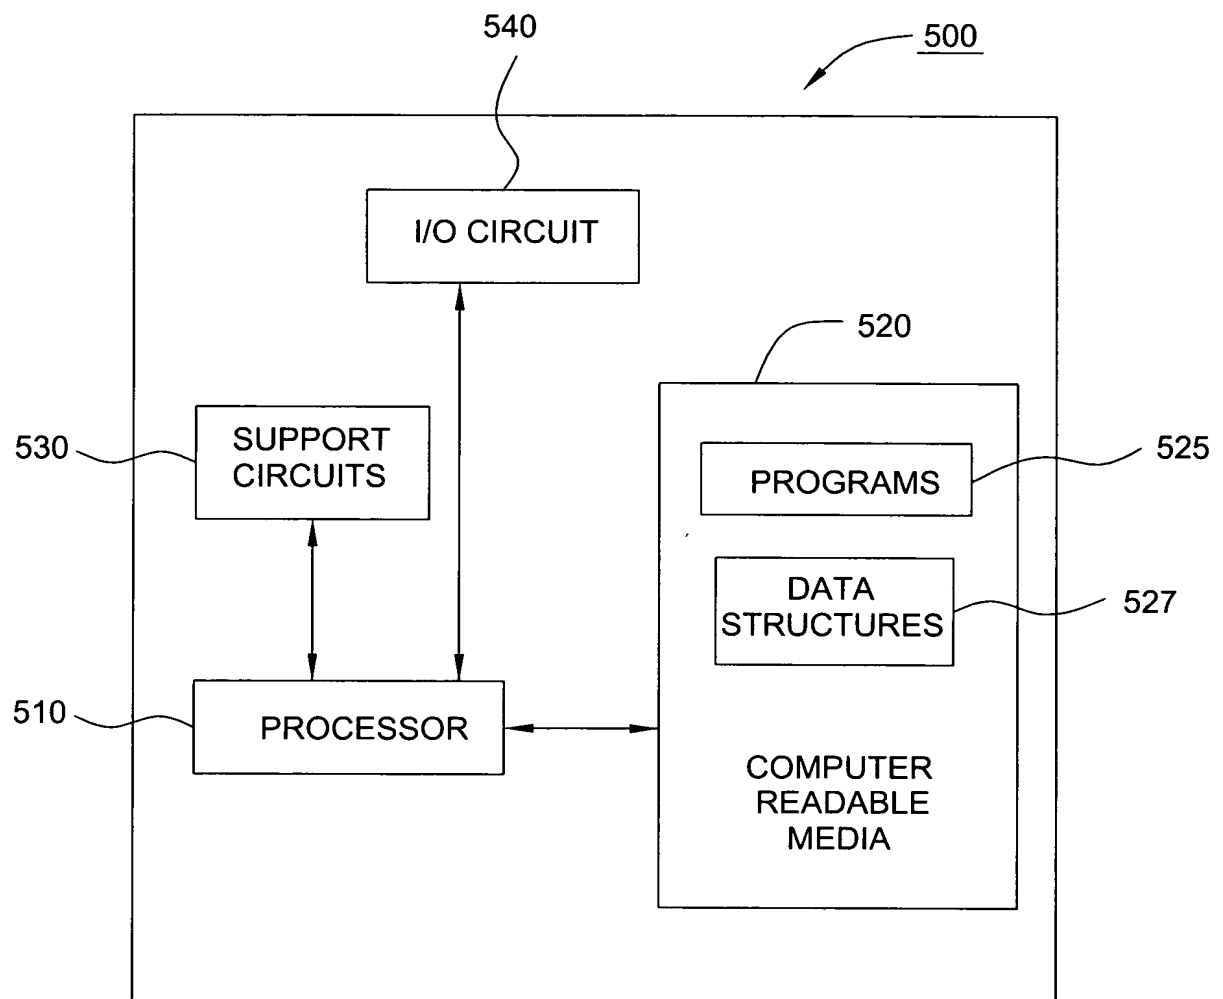 540
500
I/O CIRCUIT
520
530
SUPPORT
CIRCUITS
525
PROGRAMS
DATA
STRUCTURES
527
510
PROCESSOR
COMPUTER
READABLE
MEDIA